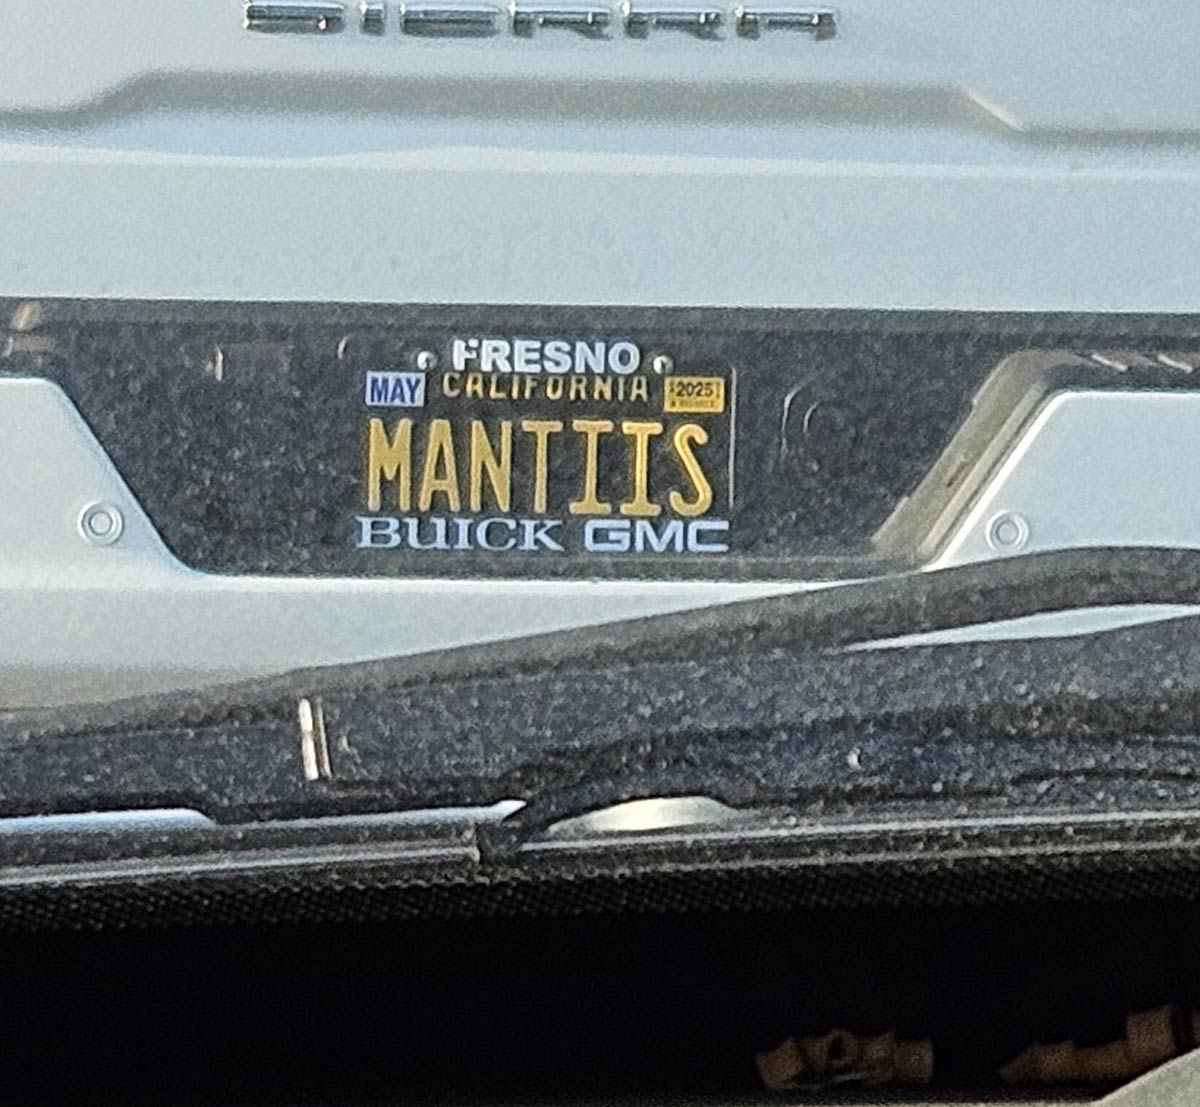 SIERRA
FRESNO
MAY CALIFORNIA 2025
MANTIIS
BUICK GMC